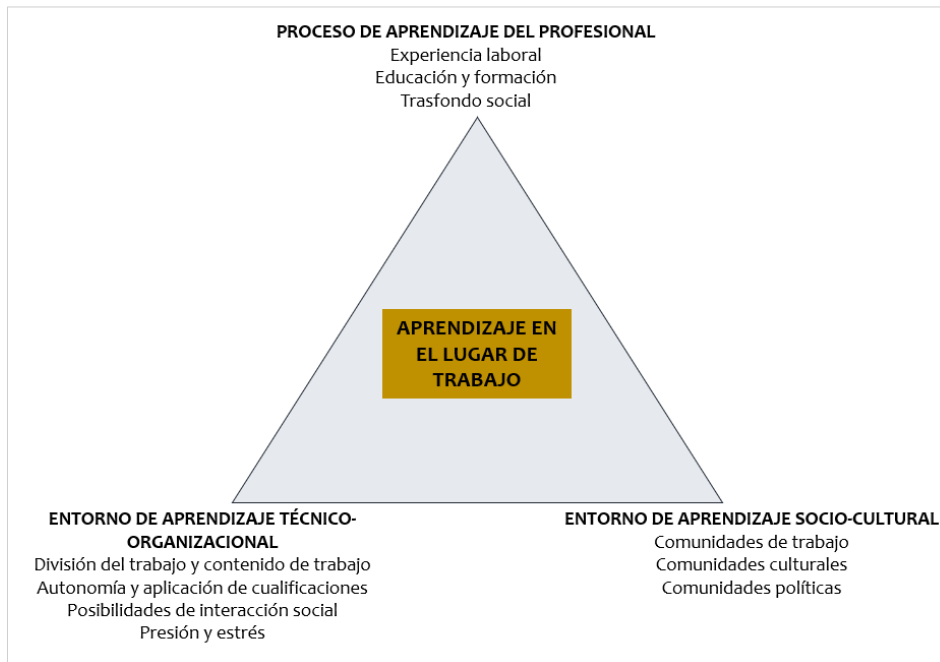 PROCESO DE APRENDIZAJE DEL PROFESIONAL
Experiencia laboral
Educación y formación
Trasfondo social
APRENDIZAJE EN
EL LUGAR DE
TRABAJO
ENTORNO DE APRENDIZAJE TÉCNICO-
ORGANIZACIONAL
División del trabajo y contenido de trabajo
Autonomía y aplicación de cualificaciones
Posibilidades de interacción social
Presión y estrés
ENTORNO DE APRENDIZAJE SOCIO-CULTURAL
Comunidades de trabajo
Comunidades culturales
Comunidades políticas